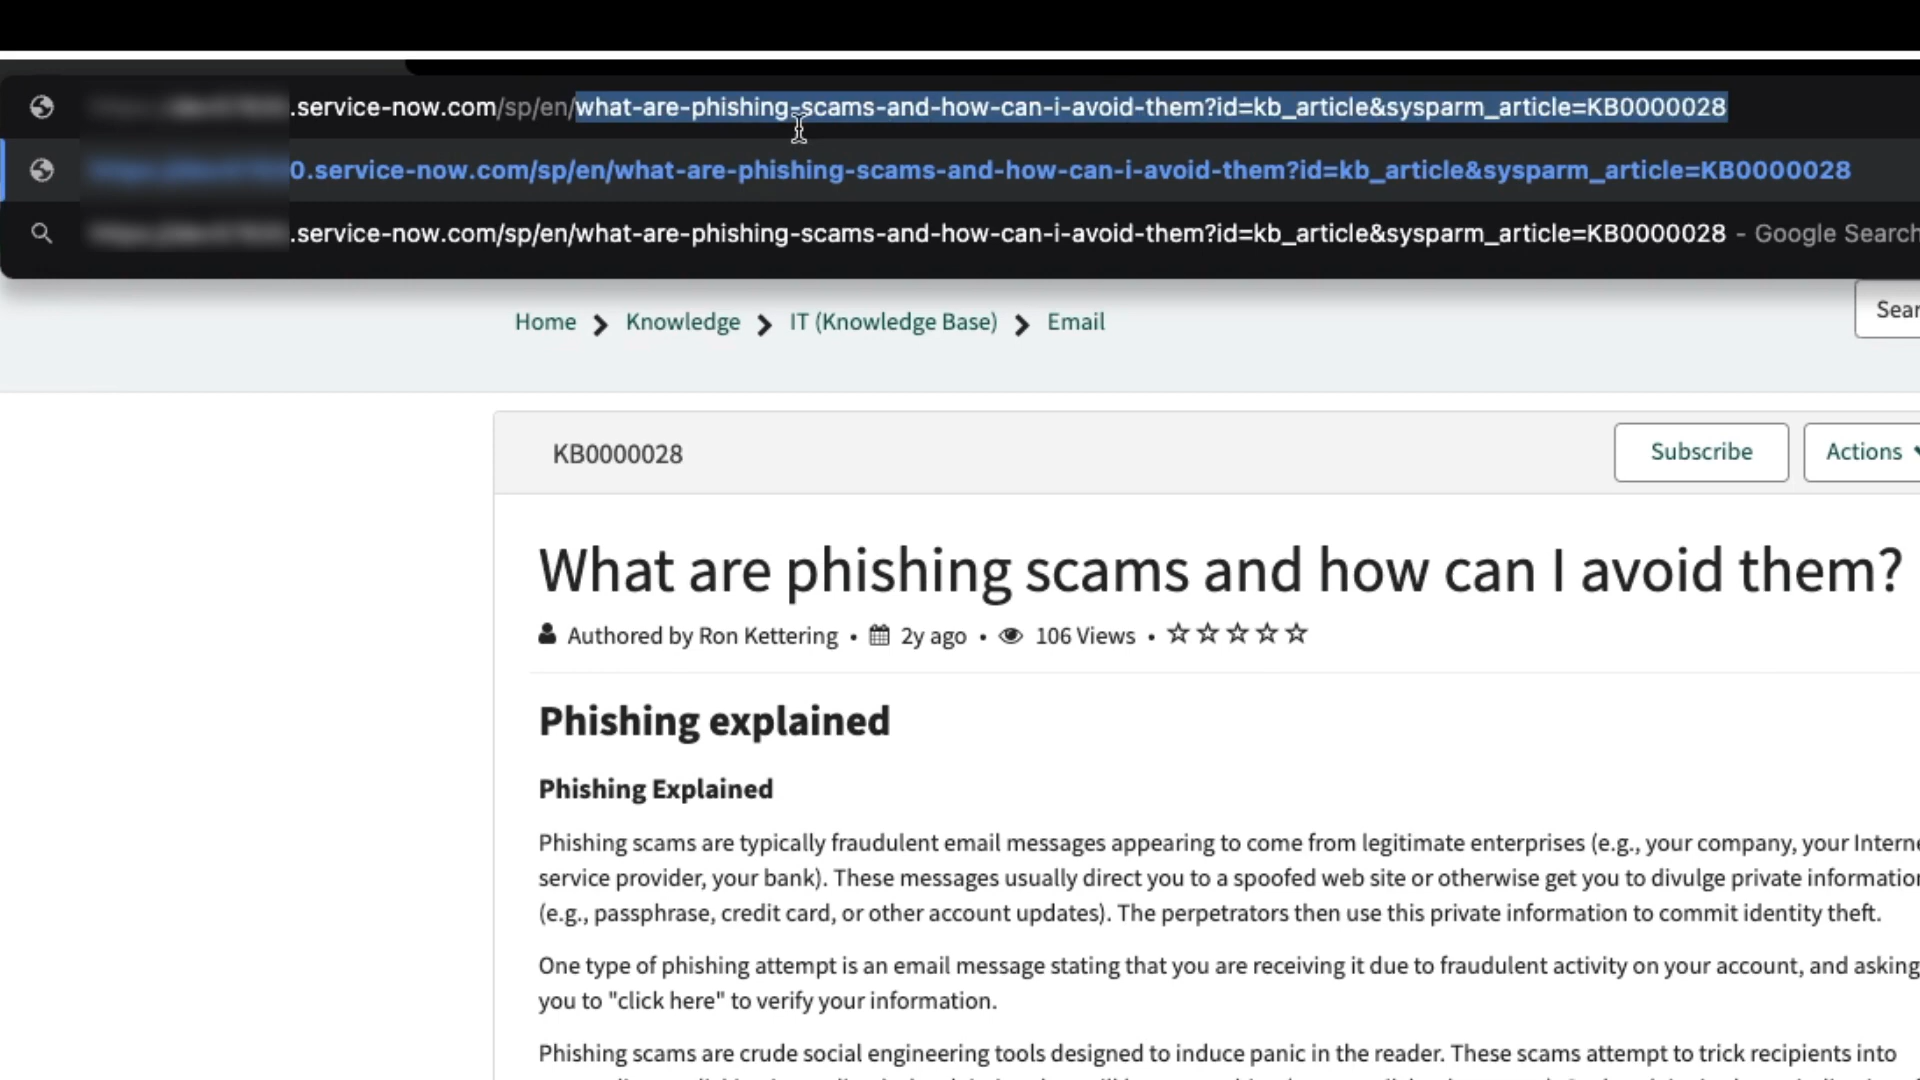 .service-now.com/sp/en/what-are-phishing-scams-and-how-can-i-avoid-them?id=kb_article&sysparm_article=KB0000028
0.service-now.com/sp/en/what-are-phishing-scams-and-how-can-i-avoid-them?id=kb_article&sysparm_article=KB0000028
.service-now.com/sp/en/what-are-phishing-scams-and-how-can-i-avoid-them?id=kb_article&sysparm_article=KB0000028 - Google Search
Home > Knowledge > IT (Knowledge Base) > Email
Sear
KB0000028
Subscribe
Actions
What are phishing scams and how can I avoid them?
Authored by Ron Kettering • 2y ago • 106 Views • ☆☆☆☆☆
Phishing explained
Phishing Explained
Phishing scams are typically fraudulent email messages appearing to come from legitimate enterprises (e.g., your company, your Interne
service provider, your bank). These messages usually direct you to a spoofed web site or otherwise get you to divulge private information
(e.g., passphrase, credit card, or other account updates). The perpetrators then use this private information to commit identity theft.
One type of phishing attempt is an email message stating that you are receiving it due to fraudulent activity on your account, and asking
you to "click here" to verify your information.
Phishing scams are crude social engineering tools designed to induce panic in the reader. These scams attempt to trick recipients into